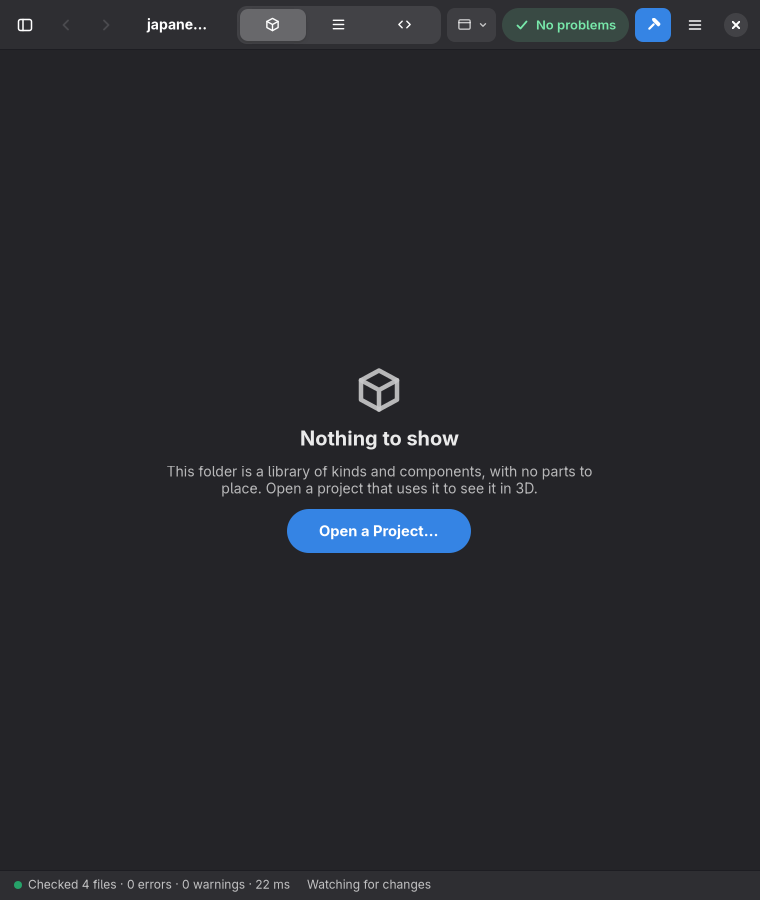 japane...
No problems
Nothing to show
This folder is a library of kinds and components, with no parts to
place. Open a project that uses it to see it in 3D.
Open a Project...
Checked 4 files · 0 errors · 0 warnings · 22 ms Watching for changes